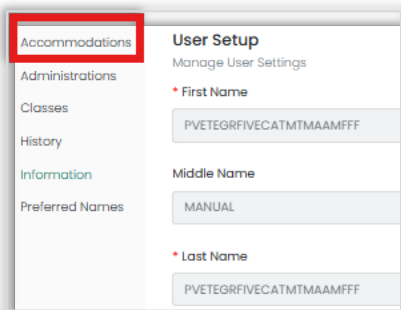 Accommodations
Administrations
Classes
History
Information
Preferred Names
User Setup
Manage User Settings
* First Name
PVETEGRFIVECATMTMAAMFFF
Middle Name
MANUAL
* Last Name
PVETEGRFIVECATMTMAAMFFF